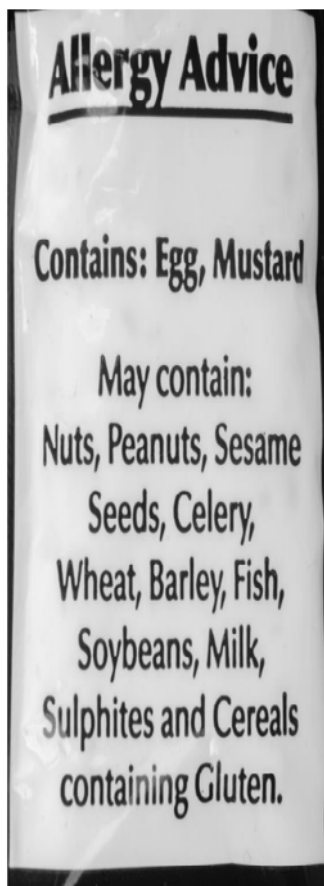 Allergy Advice
Contains: Egg, Mustard
May contain:
Nuts, Peanuts, Sesame
Seeds, Celery,
Wheat, Barley, Fish,
Soybeans, Milk,
Sulphites and Cereals
containing Gluten.